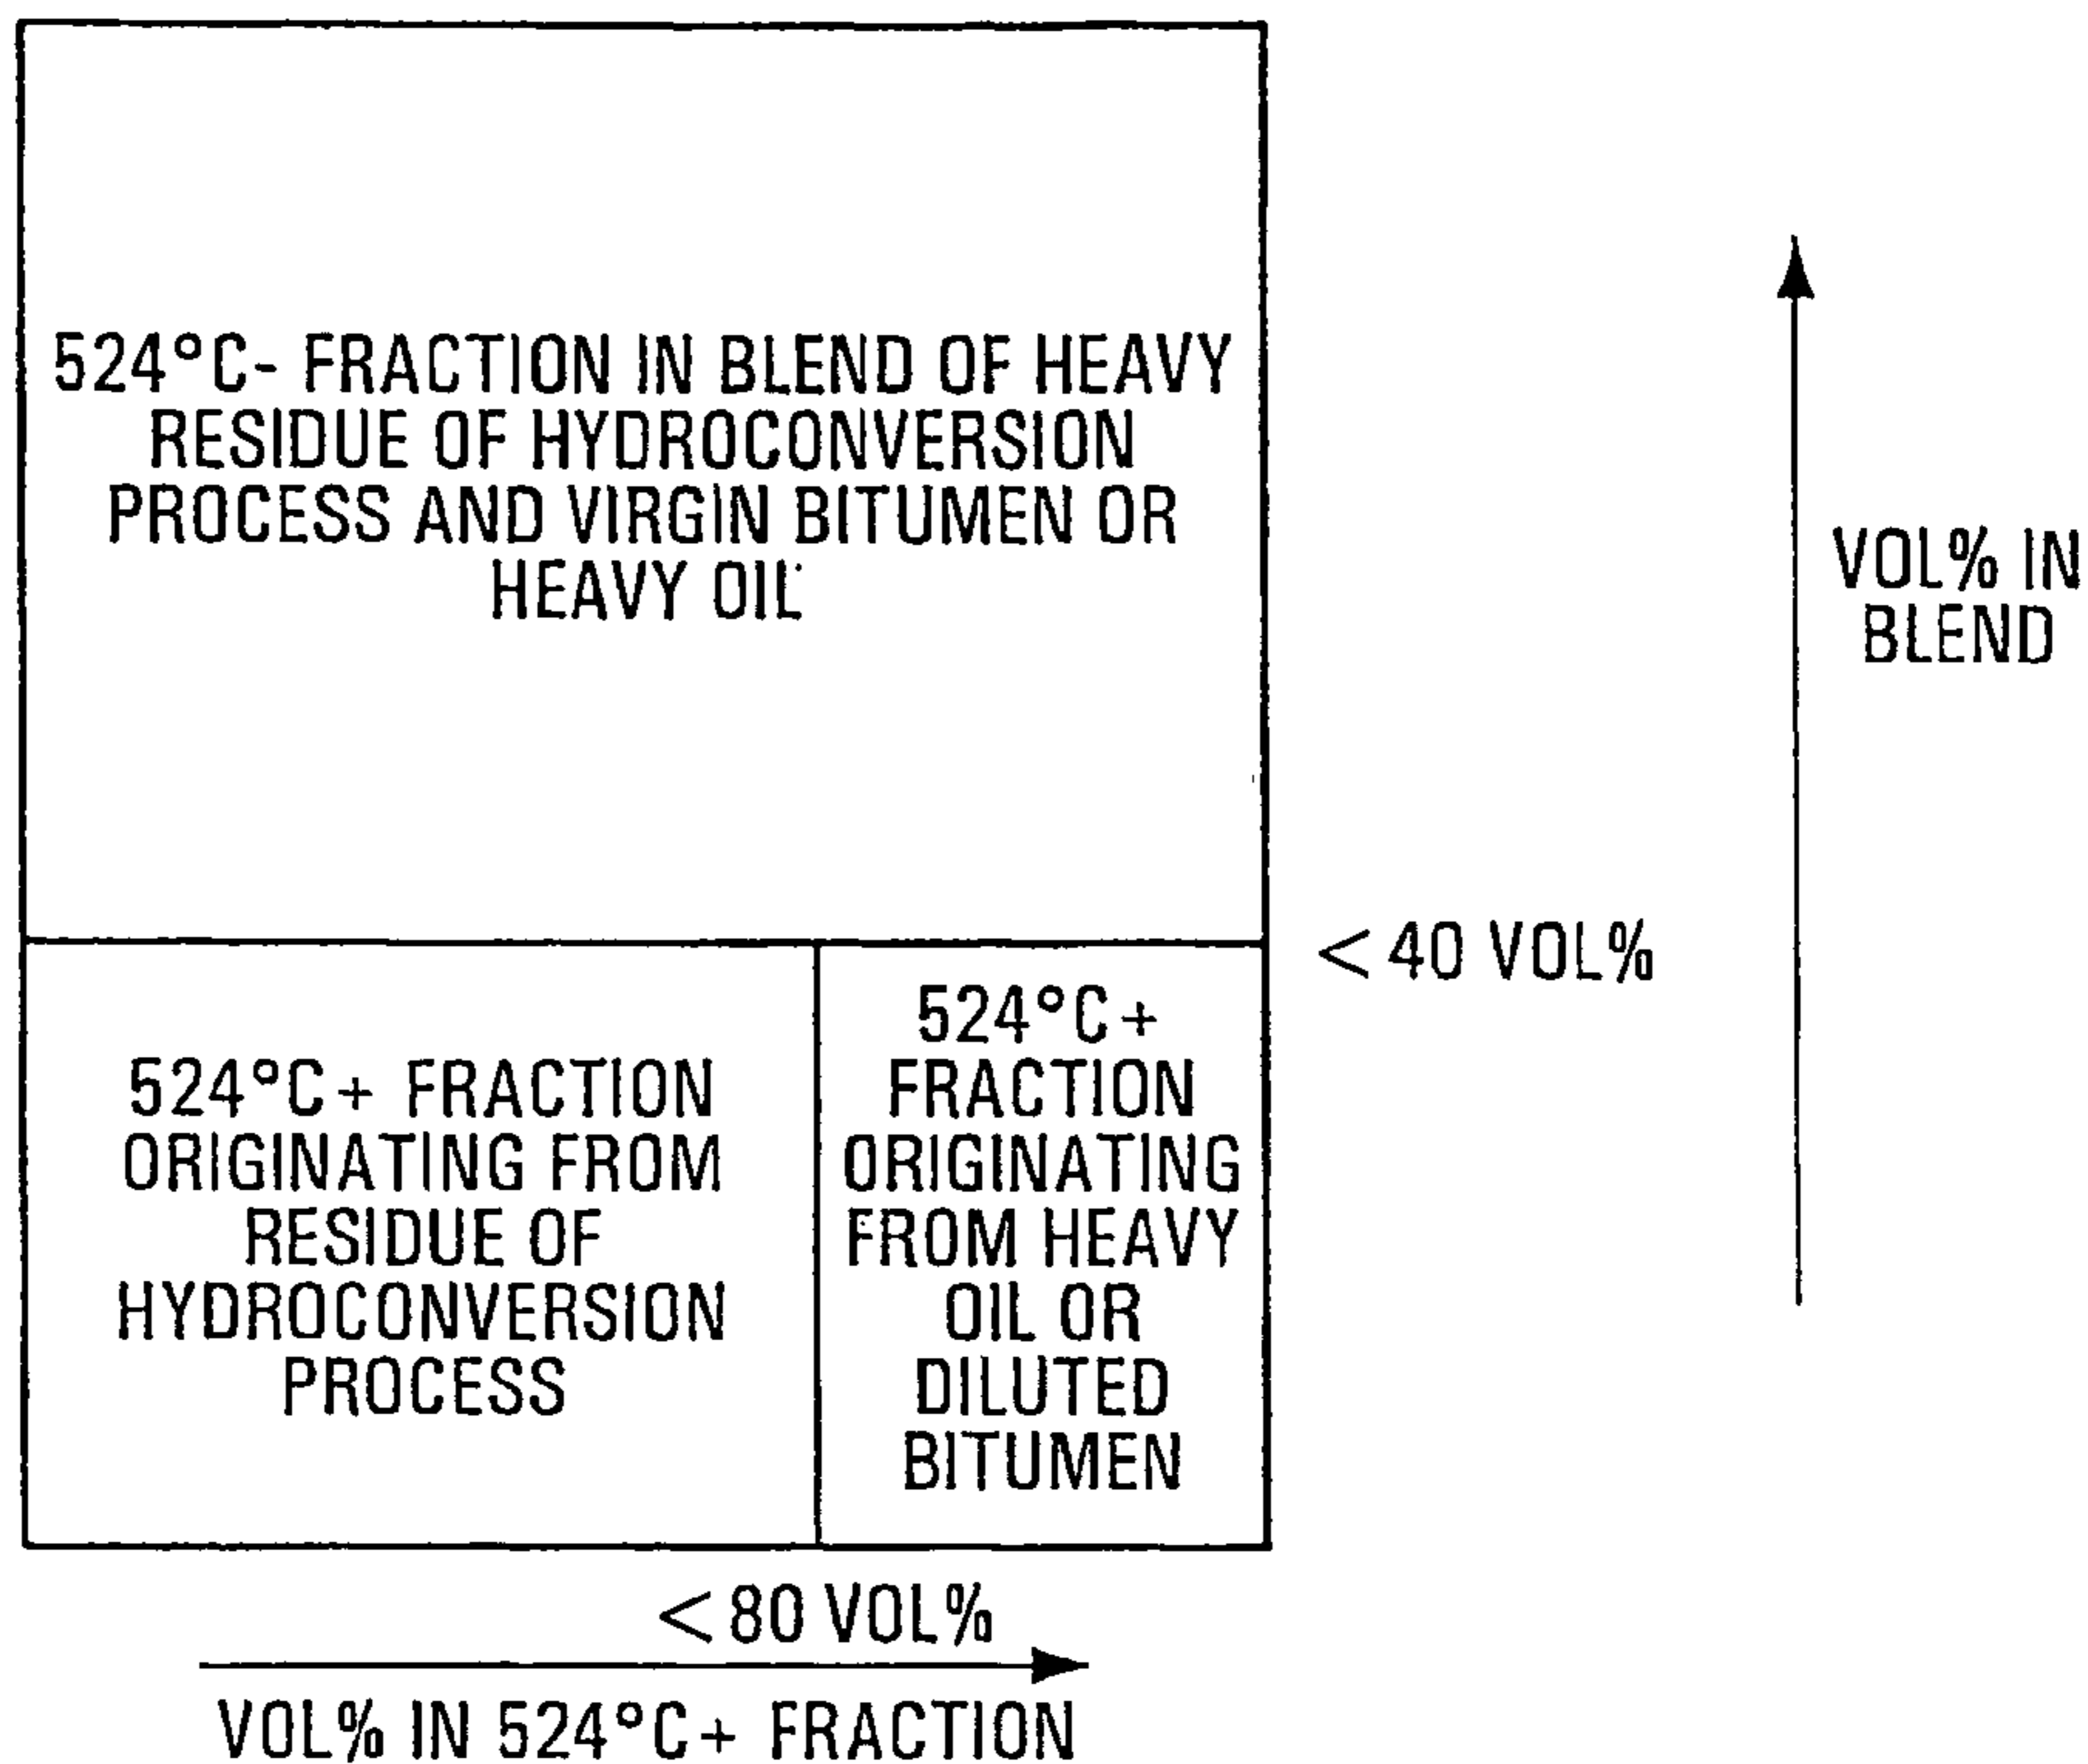 524°C- FRACTION IN BLEND OF HEAVY
RESIDUE OF HYDROCONVERSION
PROCESS AND VIRGIN BITUMEN OR
HEAVY OIL
VOL% IN
BLEND
< 40 VOL%
524°C+ FRACTION
ORIGINATING FROM
RESIDUE OF
HYDROCONVERSION
PROCESS
524°C+
FRACTION
ORIGINATING
FROM HEAVY
OIL OR
DILUTED
BITUMEN
< 80 VOL%
VOL% IN 524°C+ FRACTION